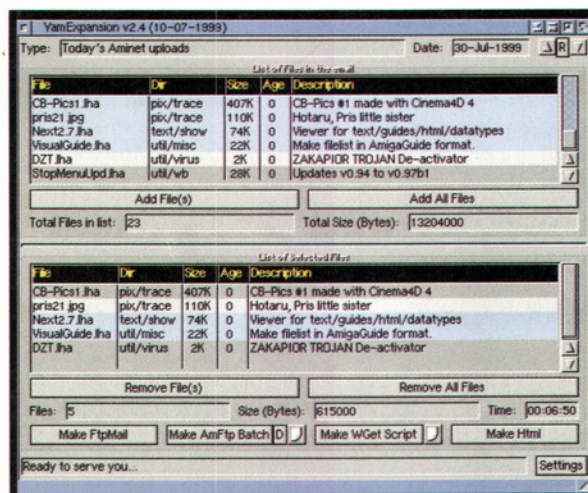 YamExpansion v2.4 (10-07-1999)
Type: Today's Aminet uploads Date: 30-Jul-1999 R
List of Files in the email
File Dir Size Age Description
CB-Pics1.lha pix/trace 407K 0 CB-Pics #1 made with Cinema4D 4
pris21.jpg pix/trace 110K 0 Hotaru, Pris little sister
Next2.7.lha text/show 74K 0 Viewer for text/guides/html/datatypes
VisualGuide.lha util/misc 22K 0 Make filelist in AmigaGuide format.
DZT.lha util/virus 2K 0 ZAKAPIOR TROJAN De-activator
StopMenuUpd.lha util/wb 28K 0 Updates v0.94 to v0.97b1
Add File(s) Add All Files
Total Files in list: 23 Total Size (Bytes): 13204000
List of Selected Files
File Dir Size Age Description
CB-Pics1.lha pix/trace 407K 0 CB-Pics #1 made with Cinema4D 4
pris21.jpg pix/trace 110K 0 Hotaru, Pris little sister
Next2.7.lha text/show 74K 0 Viewer for text/guides/html/datatypes
VisualGuide.lha util/misc 22K 0 Make filelist in AmigaGuide format.
DZT.lha util/virus 2K 0 ZAKAPIOR TROJAN De-activator
Remove File(s) Remove All Files
Files: 5 Size (Bytes): 615000 Time: 00:06:50
Make FtpMail Make AmFtp Batch D Make WGet Script Make Html
Ready to serve you... Settings